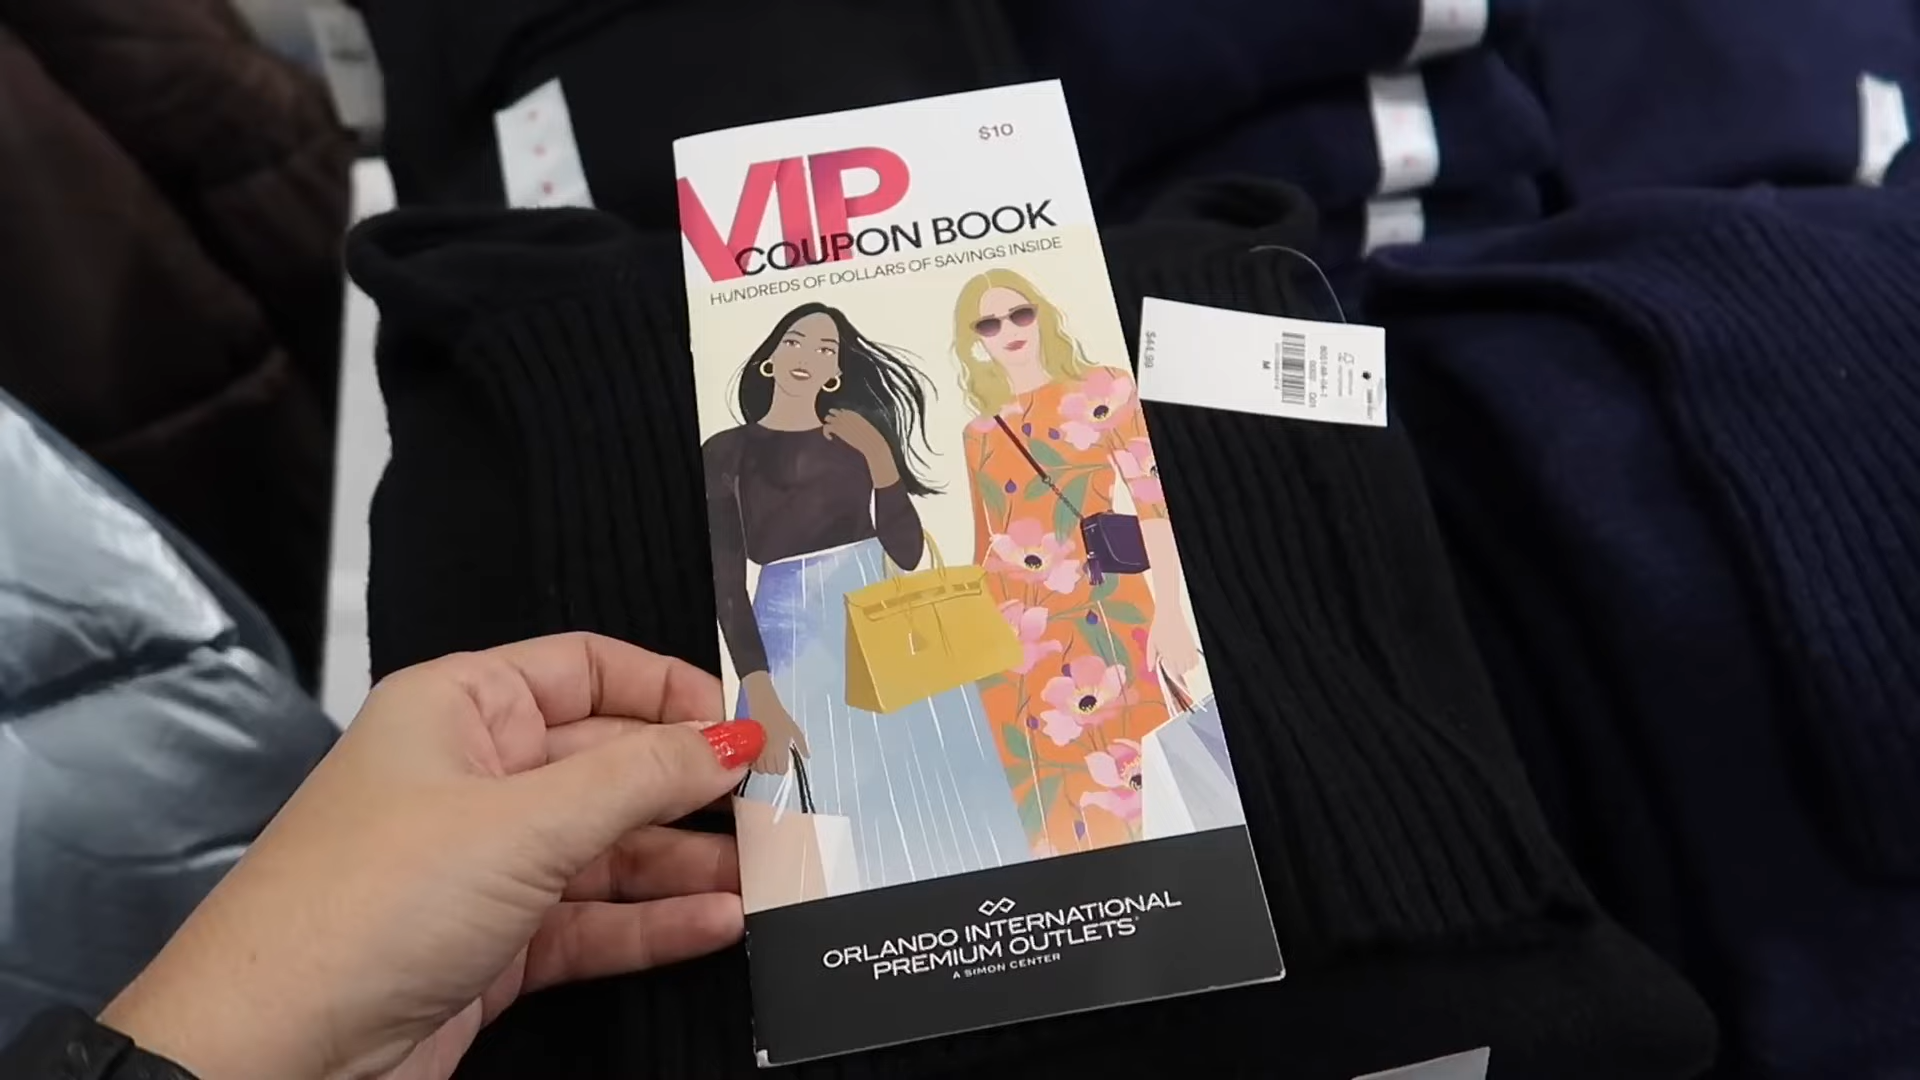 $10
VIP
COUPON BOOK
HUNDREDS OF DOLLARS OF SAVINGS INSIDE
$44.99
M
ORLANDO INTERNATIONAL
PREMIUM OUTLETS
A SIMON CENTER